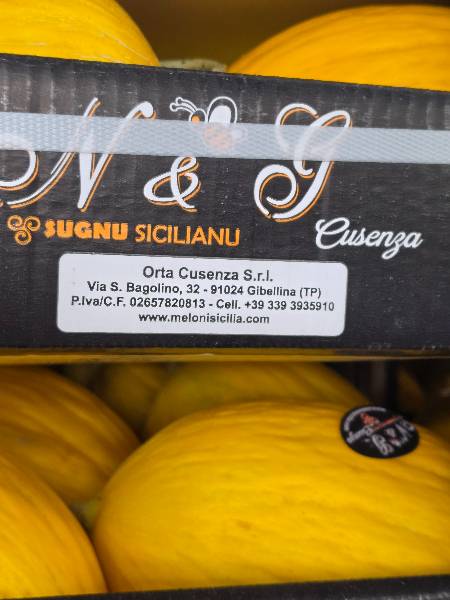 N & G
SUGNU SICILIANU
Cusenza
Orta Cusenza S.r.l.
Via S. Bagolino, 32 - 91024 Gibellina (TP)
P.Iva/C.F. 02657820813 - Cell. +39 339 3935910
www.melonisicilia.com